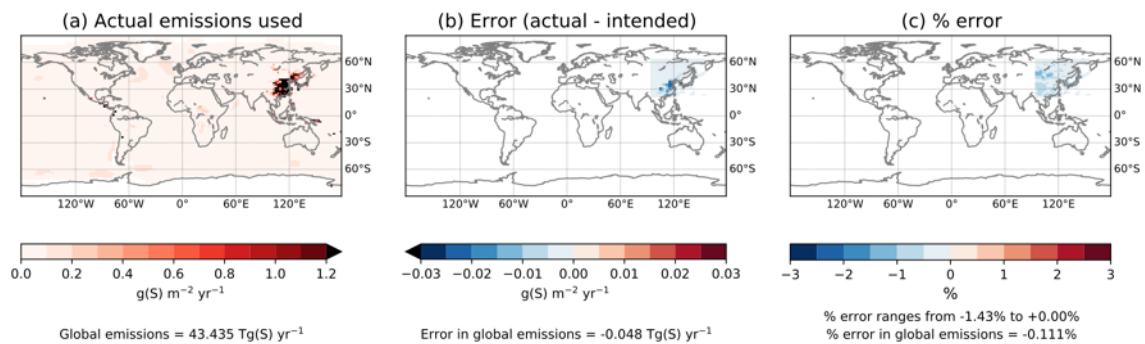 (a) Actual emissions used
60°N
30°N
0°
30°S
60°S
120°W 60°W 0° 60°E 120°E
0.0 0.2 0.4 0.6 0.8 1.0 1.2
g(S) m⁻² yr⁻¹
Global emissions = 43.435 Tg(S) yr⁻¹
(b) Error (actual - intended)
60°N
30°N
0°
30°S
60°S
120°W 60°W 0° 60°E 120°E
−0.03 −0.02 −0.01 0.00 0.01 0.02 0.03
g(S) m⁻² yr⁻¹
Error in global emissions = -0.048 Tg(S) yr⁻¹
(c) % error
60°N
30°N
0°
30°S
60°S
120°W 60°W 0° 60°E 120°E
−3 −2 −1 0 1 2 3
%
% error ranges from -1.43% to +0.00%
% error in global emissions = -0.111%